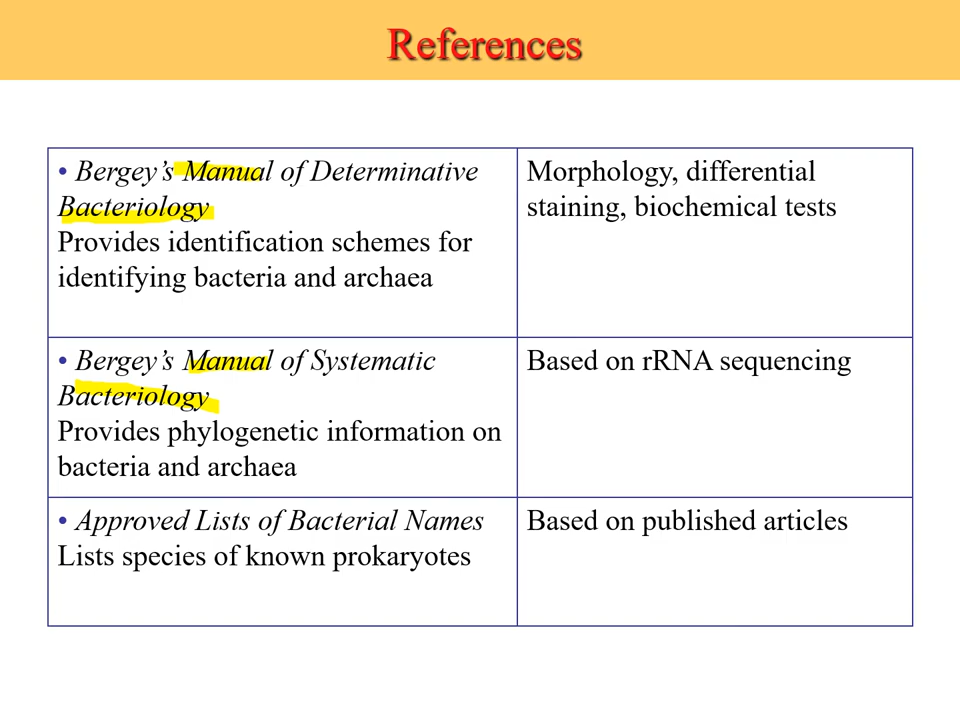 References
• Bergey’s Manual of Determinative
Bacteriology
Provides identification schemes for
identifying bacteria and archaea
Morphology, differential
staining, biochemical tests
• Bergey’s Manual of Systematic
Bacteriology
Provides phylogenetic information on
bacteria and archaea
Based on rRNA sequencing
• Approved Lists of Bacterial Names
Lists species of known prokaryotes
Based on published articles